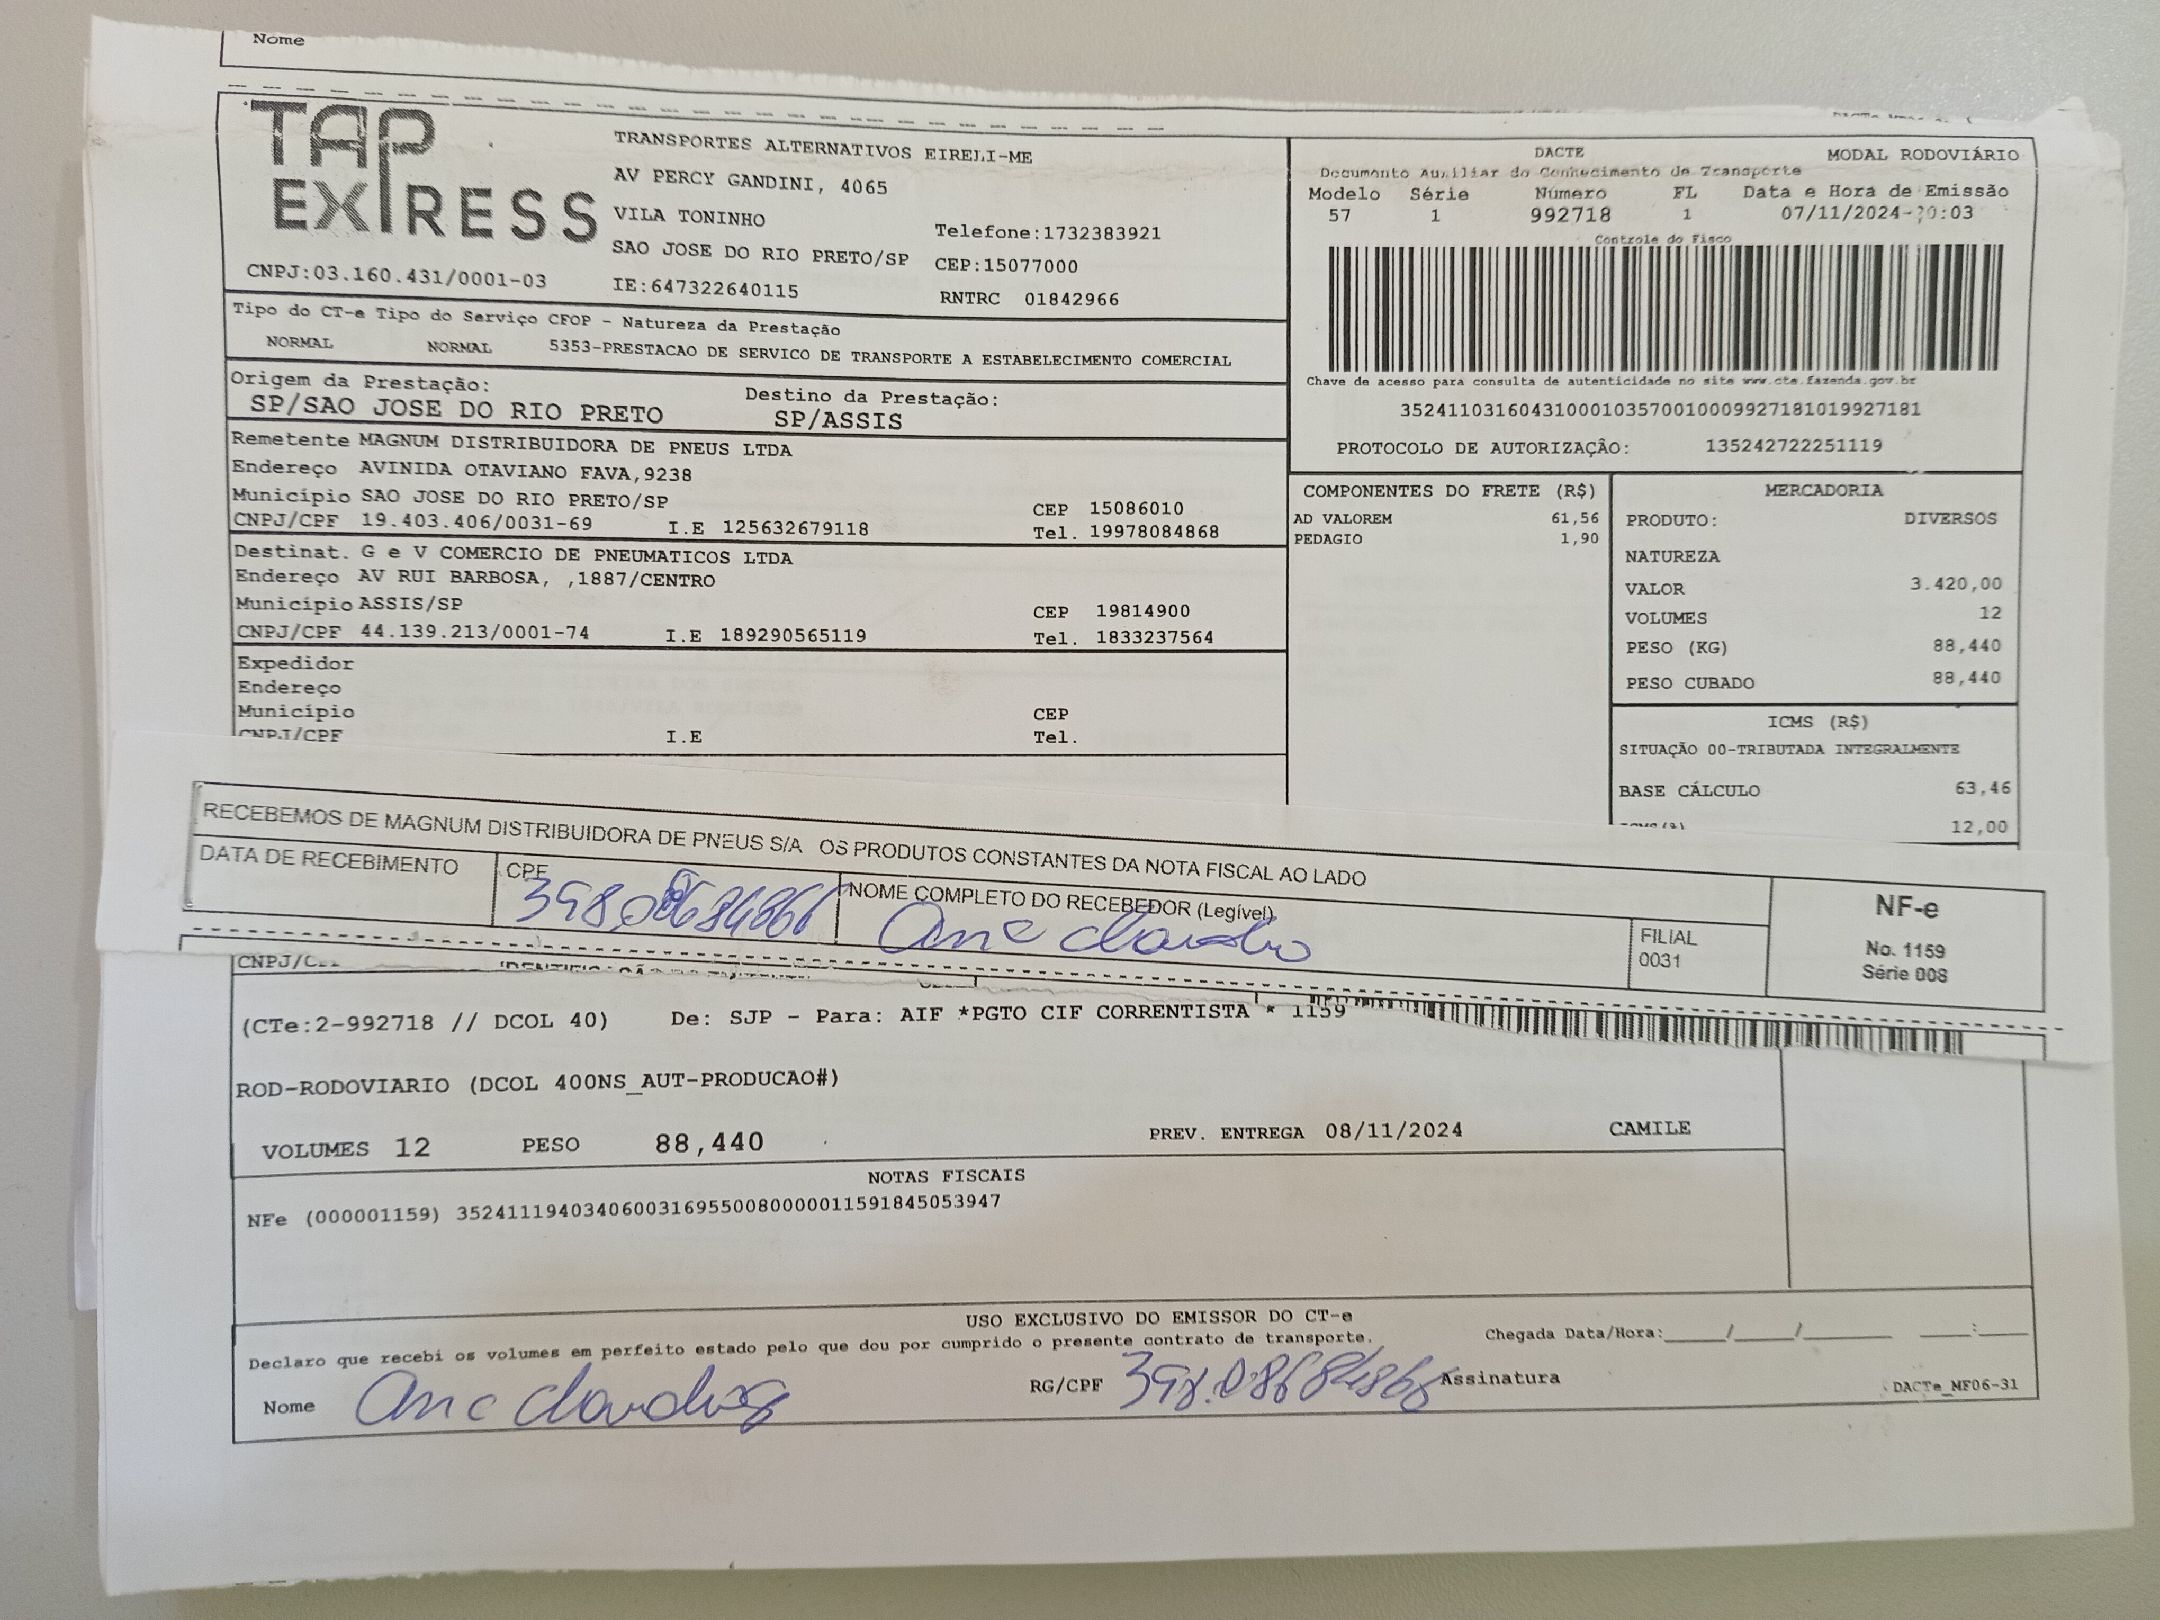 Nome
TAP EXPRESS
TRANSPORTES ALTERNATIVOS EIRELI-ME
AV PERCY GANDINI, 4065
VILA TONINHO
Telefone:1732383921
SAO JOSE DO RIO PRETO/SP CEP:15077000
CNPJ:03.160.431/0001-03 IE:647322640115 RNTRC 01842966
DACTE MODAL RODOVIÁRIO
Documento Auxiliar do Conhecimento de Transporte
Modelo Série Número FL Data e Hora de Emissão
57 1 992718 1 07/11/2024-20:03
Controle do Fisco
Chave de acesso para consulta de autenticidade no site www.cte.fazenda.gov.br
35241103160431000103570010009927181019927181
PROTOCOLO DE AUTORIZAÇÃO: 135242722251119
Tipo do CT-e Tipo do Serviço CFOP - Natureza da Prestação
NORMAL NORMAL 5353-PRESTACAO DE SERVICO DE TRANSPORTE A ESTABELECIMENTO COMERCIAL
Origem da Prestação: Destino da Prestação:
SP/SAO JOSE DO RIO PRETO SP/ASSIS
Remetente MAGNUM DISTRIBUIDORA DE PNEUS LTDA
Endereço AVINIDA OTAVIANO FAVA,9238
Município SAO JOSE DO RIO PRETO/SP CEP 15086010
CNPJ/CPF 19.403.406/0031-69 I.E 125632679118 Tel. 19978084868
Destinat. G e V COMERCIO DE PNEUMATICOS LTDA
Endereço AV RUI BARBOSA, ,1887/CENTRO
Município ASSIS/SP CEP 19814900
CNPJ/CPF 44.139.213/0001-74 I.E 189290565119 Tel. 1833237564
Expedidor
Endereço
Município CEP
CNPJ/CPF I.E Tel.
COMPONENTES DO FRETE (R$)
AD VALOREM 61,56
PEDAGIO 1,90
MERCADORIA
PRODUTO: DIVERSOS
NATUREZA
VALOR 3.420,00
VOLUMES 12
PESO (KG) 88,440
PESO CUBADO 88,440
ICMS (R$)
SITUAÇÃO 00-TRIBUTADA INTEGRALMENTE
BASE CÁLCULO 63,46
12,00
RECEBEMOS DE MAGNUM DISTRIBUIDORA DE PNEUS S/A OS PRODUTOS CONSTANTES DA NOTA FISCAL AO LADO
DATA DE RECEBIMENTO CPF NOME COMPLETO DO RECEBEDOR (Legível)
FILIAL
0031
NF-e
No. 1159
Série 008
(CTe:2-992718 // DCOL 40) De: SJP - Para: AIF *PGTO CIF CORRENTISTA * 1159
ROD-RODOVIARIO (DCOL 400NS_AUT-PRODUCAO#)
VOLUMES 12 PESO 88,440 PREV. ENTREGA 08/11/2024 CAMILE
NOTAS FISCAIS
NFe (000001159) 35241119403406003169550080000011591845053947
USO EXCLUSIVO DO EMISSOR DO CT-e
Declaro que recebi os volumes em perfeito estado pelo que dou por cumprido o presente contrato de transporte. Chegada Data/Hora:____/____/______ ____:____
Nome RG/CPF Assinatura
DACTe_MF06-31